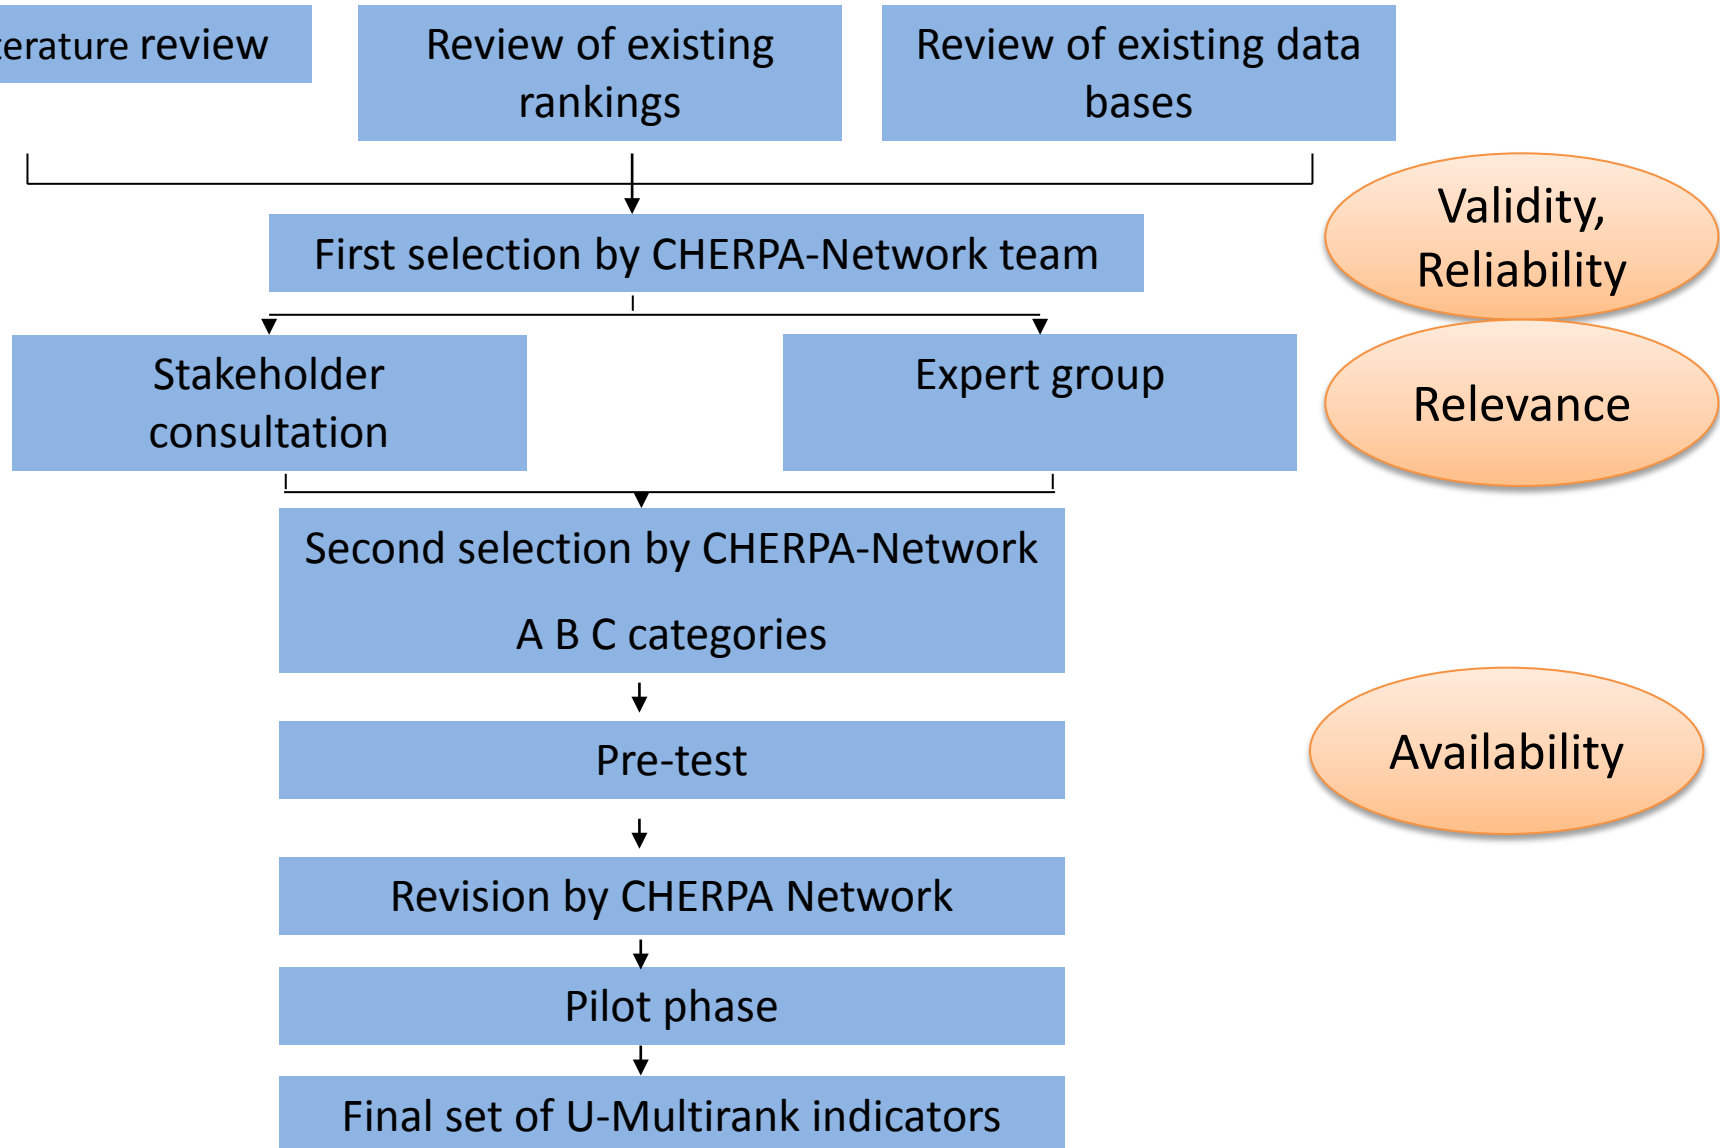 terature review
Review of existing
rankings
Review of existing data
bases
Validity,
Reliability
First selection by CHERPA-Network team
Stakeholder
consultation
Expert group
Relevance
Second selection by CHERPA-Network
A B C categories
Pre-test
Availability
Revision by CHERPA Network
Pilot phase
Final set of U-Multirank indicators